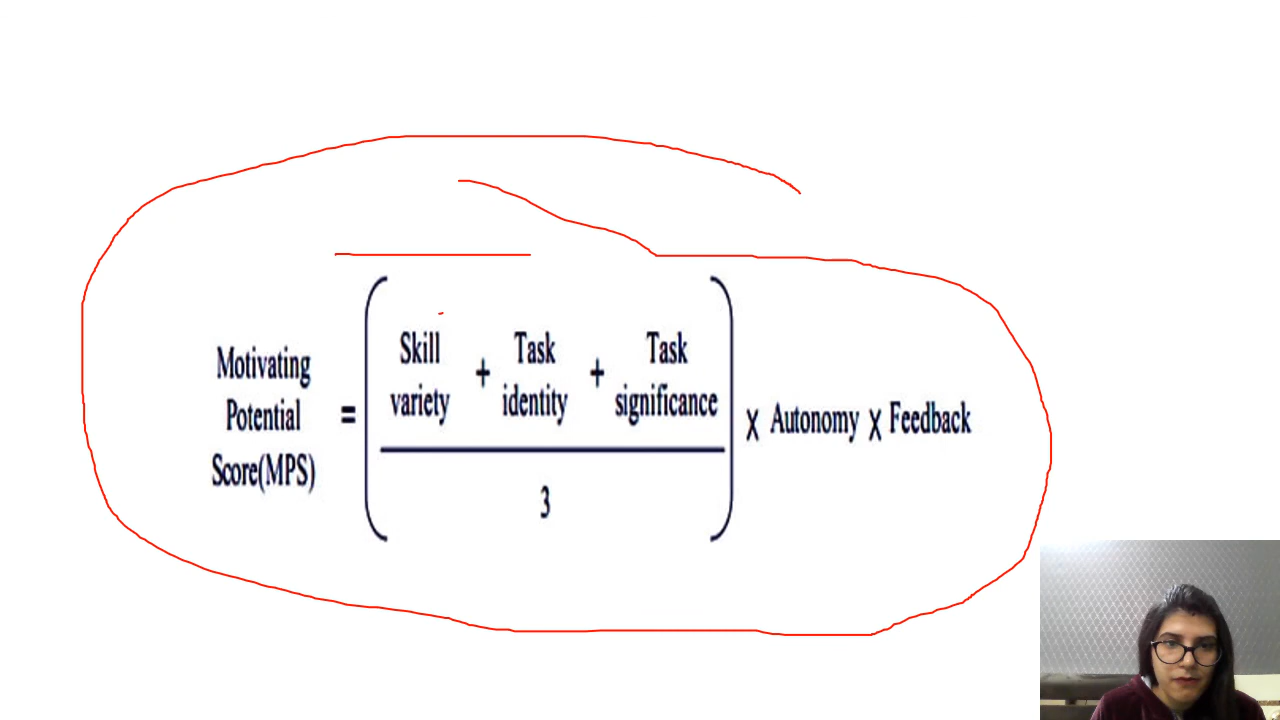 Skill Task Task
Motivating + +
variety identity significance
Potential = X Autonomy X Feedback
Score(MPS)
3